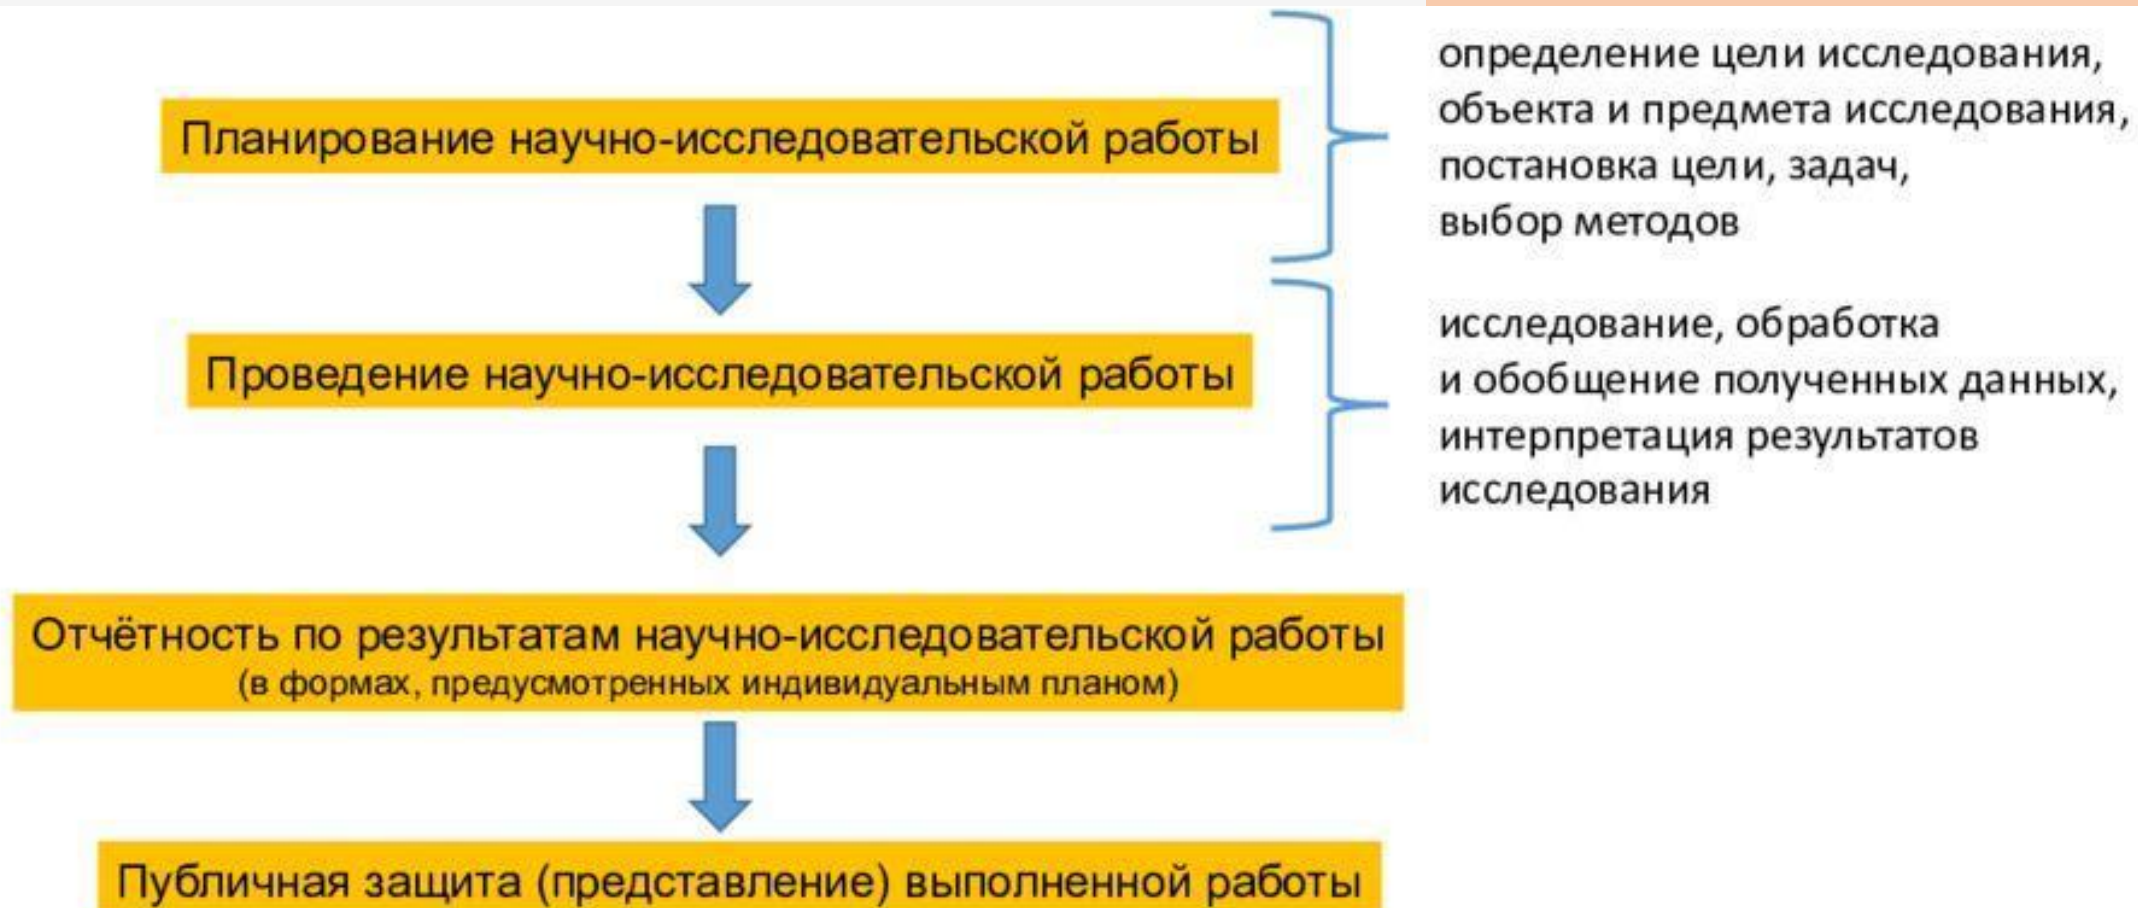 Планирование научно-исследовательской работы
определение цели исследования,
объекта и предмета исследования,
постановка цели, задач,
выбор методов
Проведение научно-исследовательской работы
исследование, обработка
и обобщение полученных данных,
интерпретация результатов
исследования
Отчётность по результатам научно-исследовательской работы
(в формах, предусмотренных индивидуальным планом)
Публичная защита (представление) выполненной работы